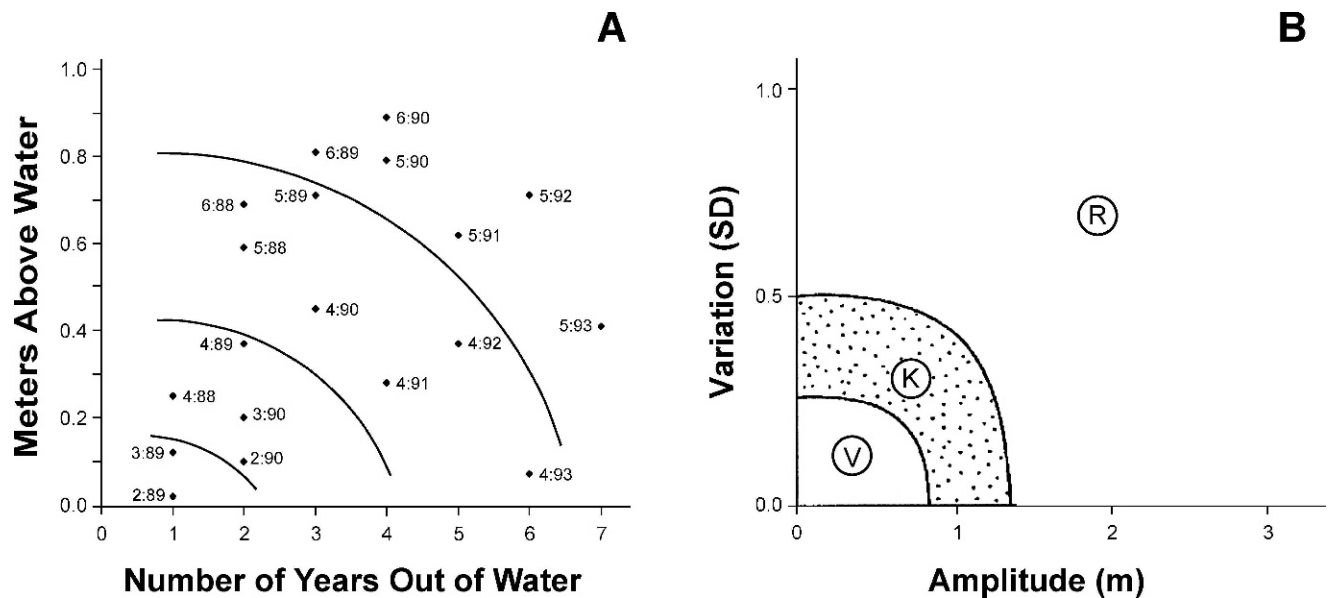 A
Meters Above Water
1.0
0.8
0.6
0.4
0.2
0.0
6:90
6:89
5:90
5:89
5:92
6:88
5:91
5:88
4:90
5:93
4:89
4:92
4:91
4:88
3:90
3:89
2:90
4:93
2:89
0 1 2 3 4 5 6 7
Number of Years Out of Water
B
Variation (SD)
1.0
0.5
0.0
R
K
V
0 1 2 3
Amplitude (m)